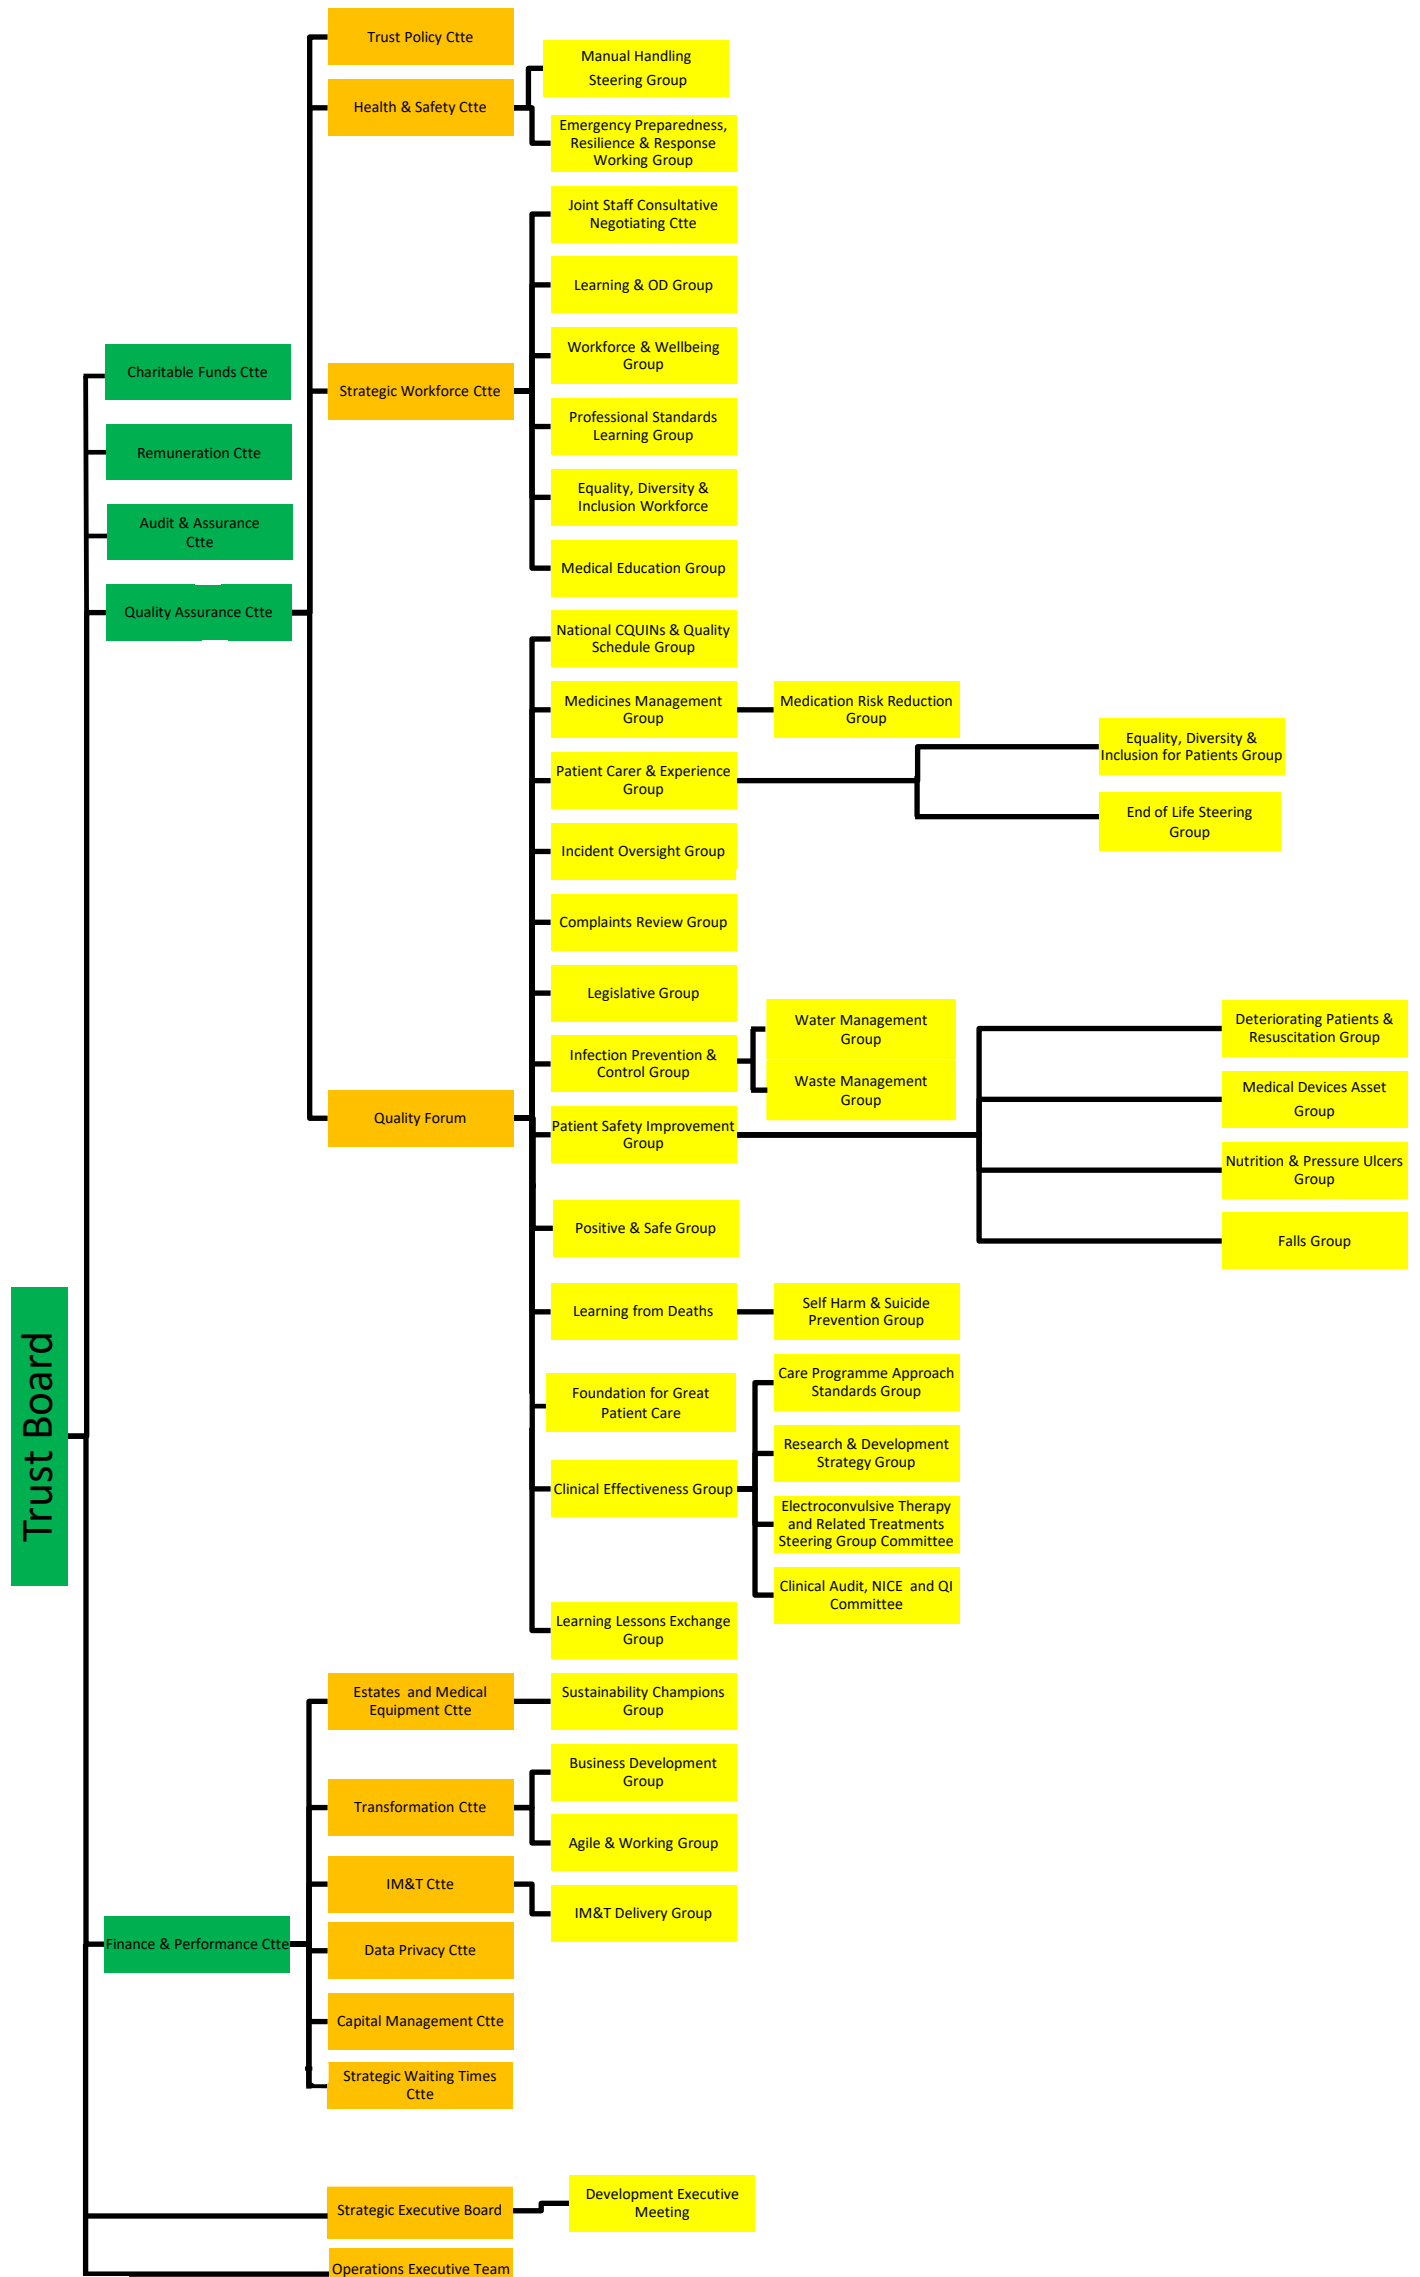 Trust Policy Ctte
Manual Handling
Steering Group
Health & Safety Ctte
Emergency Preparedness,
Resilience & Response
Working Group
Joint Staff Consultative
Negotiating Ctte
Learning & OD Group
Workforce & Wellbeing
Group
Charitable Funds Ctte
Strategic Workforce Ctte
Professional Standards
Learning Group
Remuneration Ctte
Equality, Diversity &
Inclusion Workforce
Audit & Assurance
Ctte
Medical Education Group
Quality Assurance Ctte
National CQUINs & Quality
Schedule Group
Medicines Management
Group
Medication Risk Reduction
Group
Equality, Diversity &
Inclusion for Patients Group
Patient Carer & Experience
Group
End of Life Steering
Group
Incident Oversight Group
Complaints Review Group
Legislative Group
Water Management
Group
Deteriorating Patients &
Resuscitation Group
Infection Prevention &
Control Group
Waste Management
Group
Medical Devices Asset
Group
Quality Forum
Patient Safety Improvement
Group
Nutrition & Pressure Ulcers
Group
Positive & Safe Group
Falls Group
Learning from Deaths
Self Harm & Suicide
Prevention Group
Trust Board
Care Programme Approach
Standards Group
Foundation for Great
Patient Care
Research & Development
Strategy Group
Clinical Effectiveness Group
Electroconvulsive Therapy
and Related Treatments
Steering Group Committee
Clinical Audit, NICE and QI
Committee
Learning Lessons Exchange
Group
Estates and Medical
Equipment Ctte
Sustainability Champions
Group
Business Development
Group
Transformation Ctte
Agile & Working Group
IM&T Ctte
IM&T Delivery Group
Finance & Performance Ctte
Data Privacy Ctte
Capital Management Ctte
Strategic Waiting Times
Ctte
Strategic Executive Board
Development Executive
Meeting
Operations Executive Team